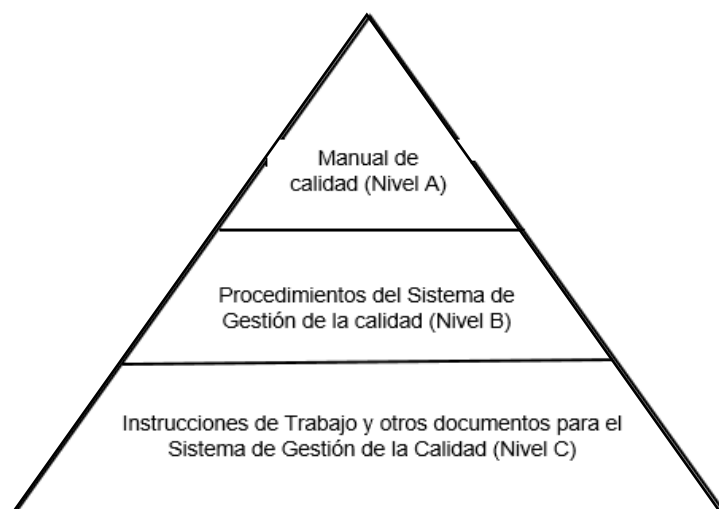 Manual de
calidad (Nivel A)
Procedimientos del Sistema de
Gestión de la calidad (Nivel B)
Instrucciones de Trabajo y otros documentos para el
Sistema de Gestión de la Calidad (Nivel C)